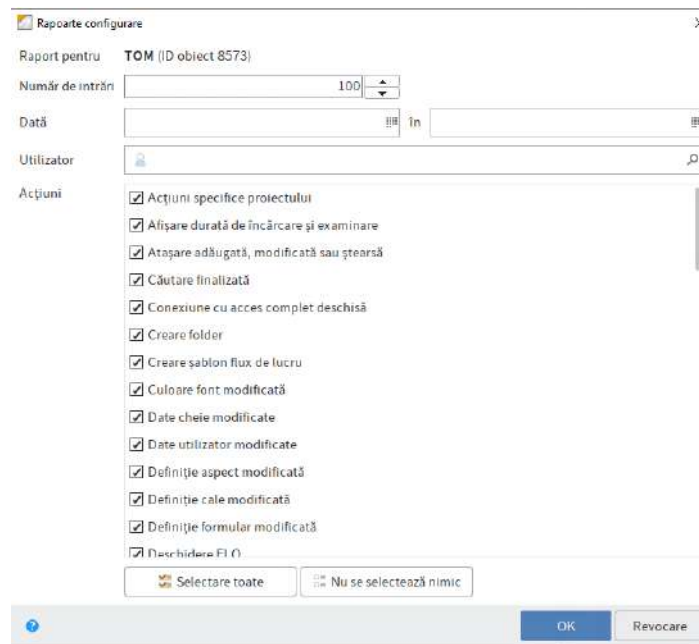 Rapoarte configurare
Raport pentru TOM (ID obiect 8573)
Număr de intrări 100
Dată în
Utilizator
Acțiuni
Acțiuni specifice proiectului
Afișare durată de încărcare și examinare
Atașare adăugată, modificată sau ștearsă
Căutare finalizată
Conexiune cu acces complet deschisă
Creare folder
Creare șablon flux de lucru
Culoare font modificată
Date cheie modificate
Date utilizator modificate
Definiție aspect modificată
Definiție cale modificată
Definiție formular modificată
Deschidere ELO
Selectare toate Nu se selectează nimic
OK Revocare